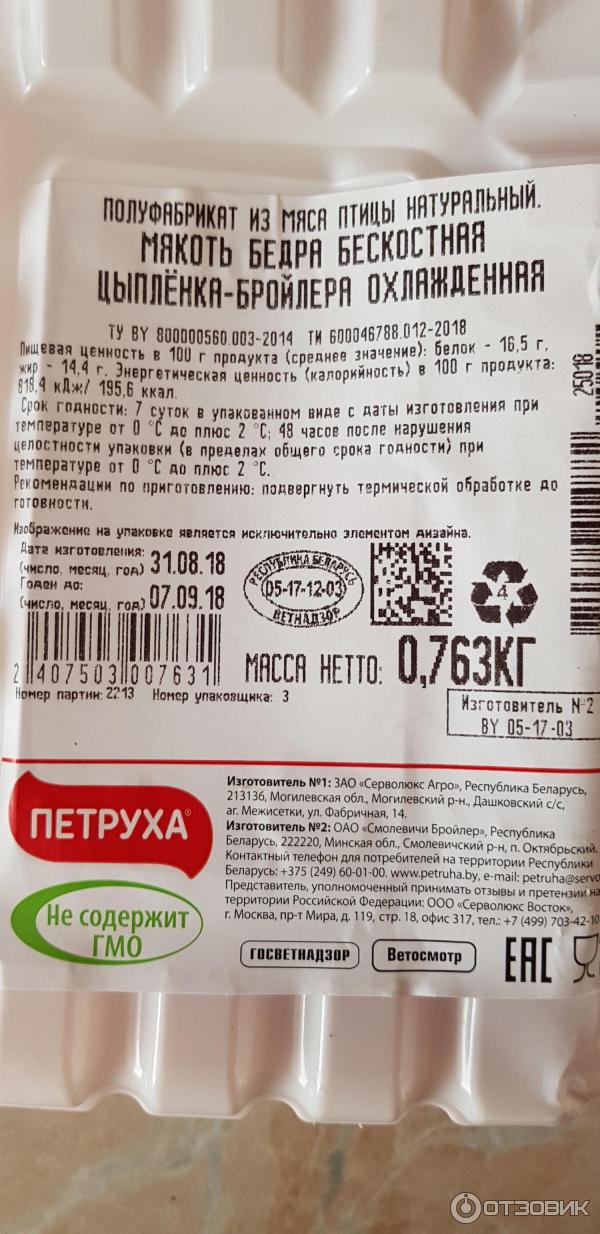 ПОЛУФАБРИКАТ ИЗ МЯСА ПТИЦЫ НАТУРАЛЬНЫЙ.
МЯКОТЬ БЕДРА БЕСКОСТНАЯ
ЦЫПЛЁНКА-БРОЙЛЕРА ОХЛАЖДЕННАЯ
ТУ BY 800000560.003-2014 ТИ 600046788.012-2018
Пищевая ценность в 100 г продукта (среднее значение): белок - 16,5 г,
жир - 14,4 г. Энергетическая ценность (калорийность) в 100 г продукта:
818,4 кДж/ 195,6 ккал.
Срок годности: 7 суток в упакованном виде с даты изготовления при
температуре от 0 °С до плюс 2 °С; 48 часов после нарушения
целостности упаковки (в пределах общего срока годности) при
температуре от 0 °С до плюс 2 °С.
Рекомендации по приготовлению: подвергнуть термической обработке до
готовности.
Изображение на упаковке является исключительно элементом дизайна.
Дата изготовления:
(число, месяц, год) 31.08.18
Годен до:
(число, месяц, год) 07.09.18
РЕСПУБЛИКА БЕЛАРУСЬ
05-17-12-03
ВЕТНАДЗОР
4
25018
2 407503 007631
МАССА НЕТТО: 0,763КГ
Номер партии: 2213 Номер упаковщика: 3
Изготовитель №2
BY 05-17-03
ПЕТРУХА®
Не содержит
ГМО
Изготовитель №1: ЗАО «Серволюкс Агро», Республика Беларусь,
213136, Могилевская обл., Могилевский р-н., Дашковский с/с,
аг. Межисетки, ул. Фабричная, 14.
Изготовитель №2: ОАО «Смолевичи Бройлер», Республика
Беларусь, 222220, Минская обл., Смолевичский р-н, п. Октябрьский.
Контактный телефон для потребителей на территории Республики
Беларусь: +375 (249) 60-01-00. www.petruha.by, e-mail: petruha@servo
Представитель, уполномоченный принимать отзывы и претензии на
территории Российской Федерации: ООО «Серволюкс Восток»,
г. Москва, пр-т Мира, д. 119, стр. 18, офис 317, тел.: +7 (499) 703-42-10
ГОСВЕТНАДЗОР
Ветосмотр
ЕАС
ОТЗОВИК